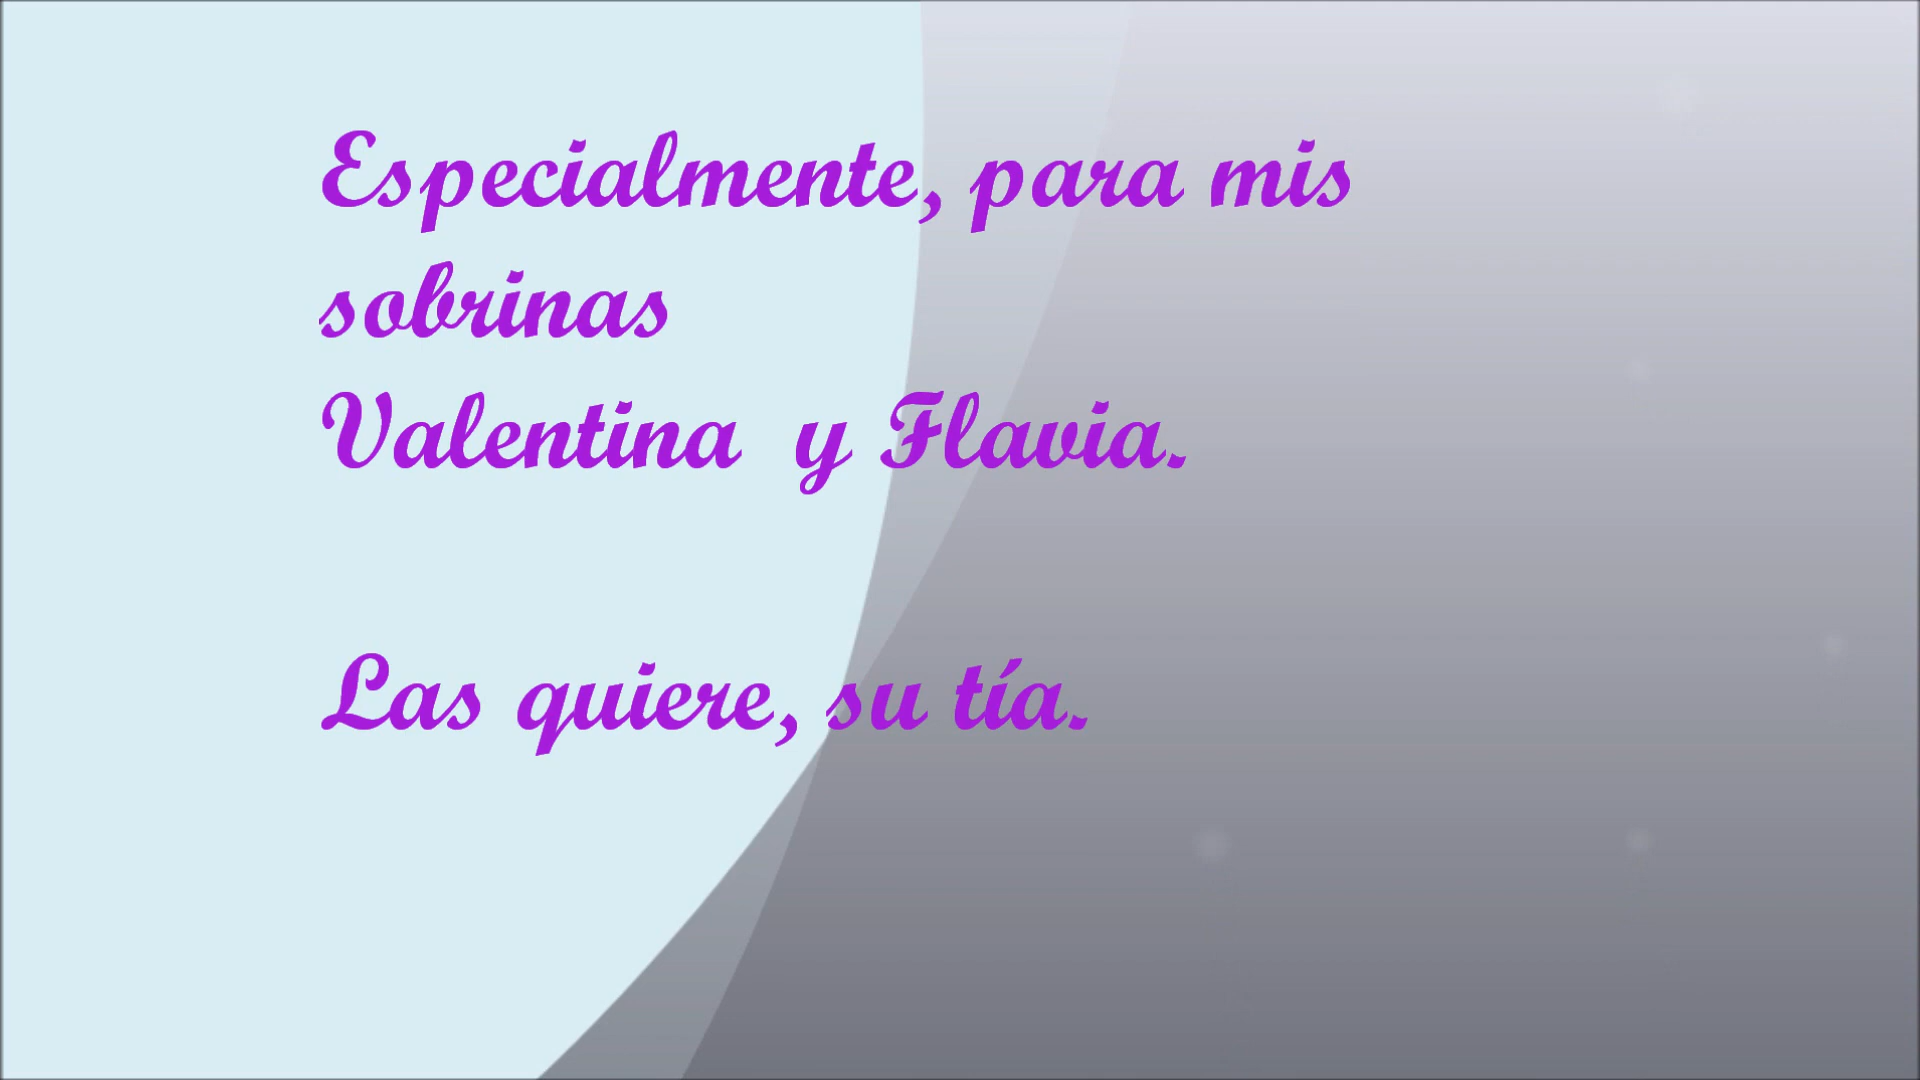 Especialmente, para mis
sobrinas
Valentina y Flavia.
Las quiere, su tía.